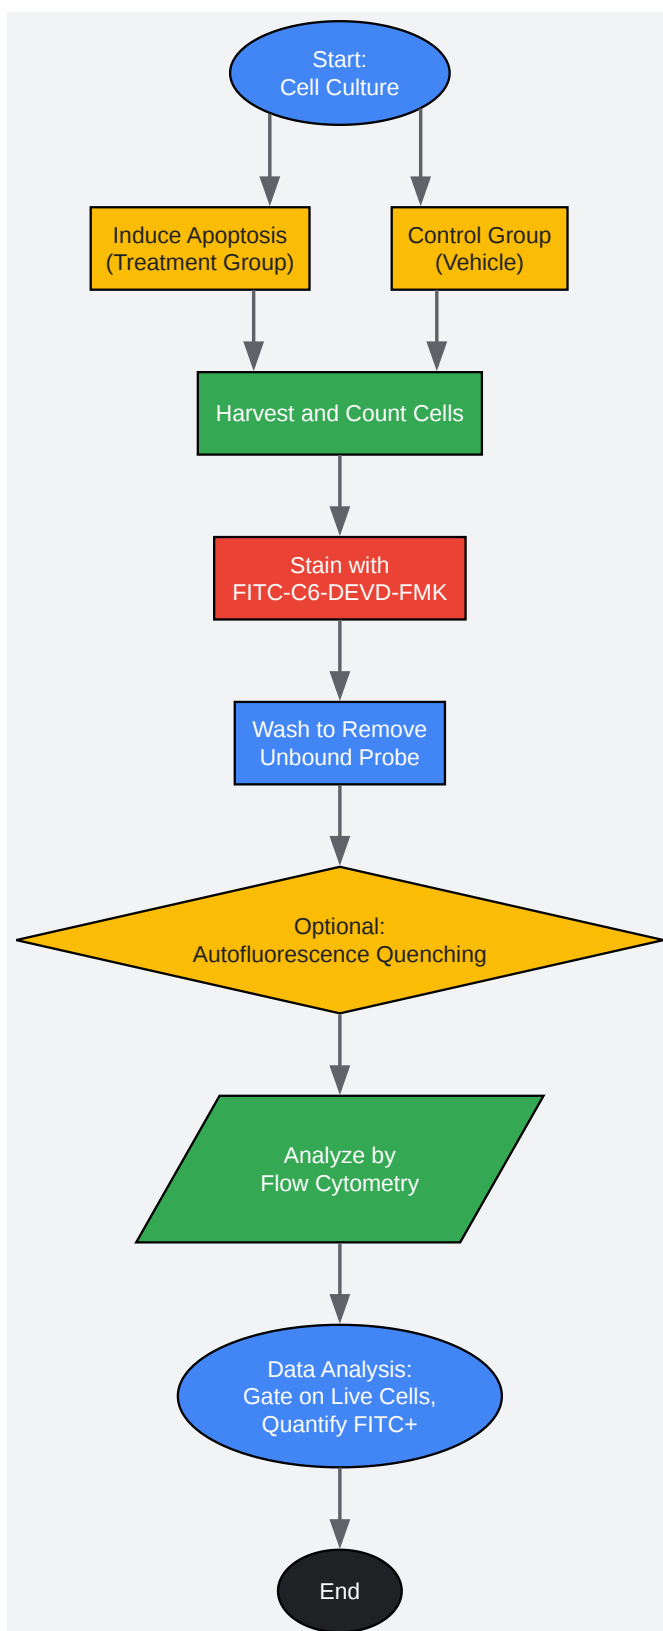 Start:
Cell Culture
Induce Apoptosis
(Treatment Group)
Control Group
(Vehicle)
Harvest and Count Cells
Stain with
FITC-C6-DEVD-FMK
Wash to Remove
Unbound Probe
Optional:
Autofluorescence Quenching
Analyze by
Flow Cytometry
Data Analysis:
Gate on Live Cells,
Quantify FITC+
End